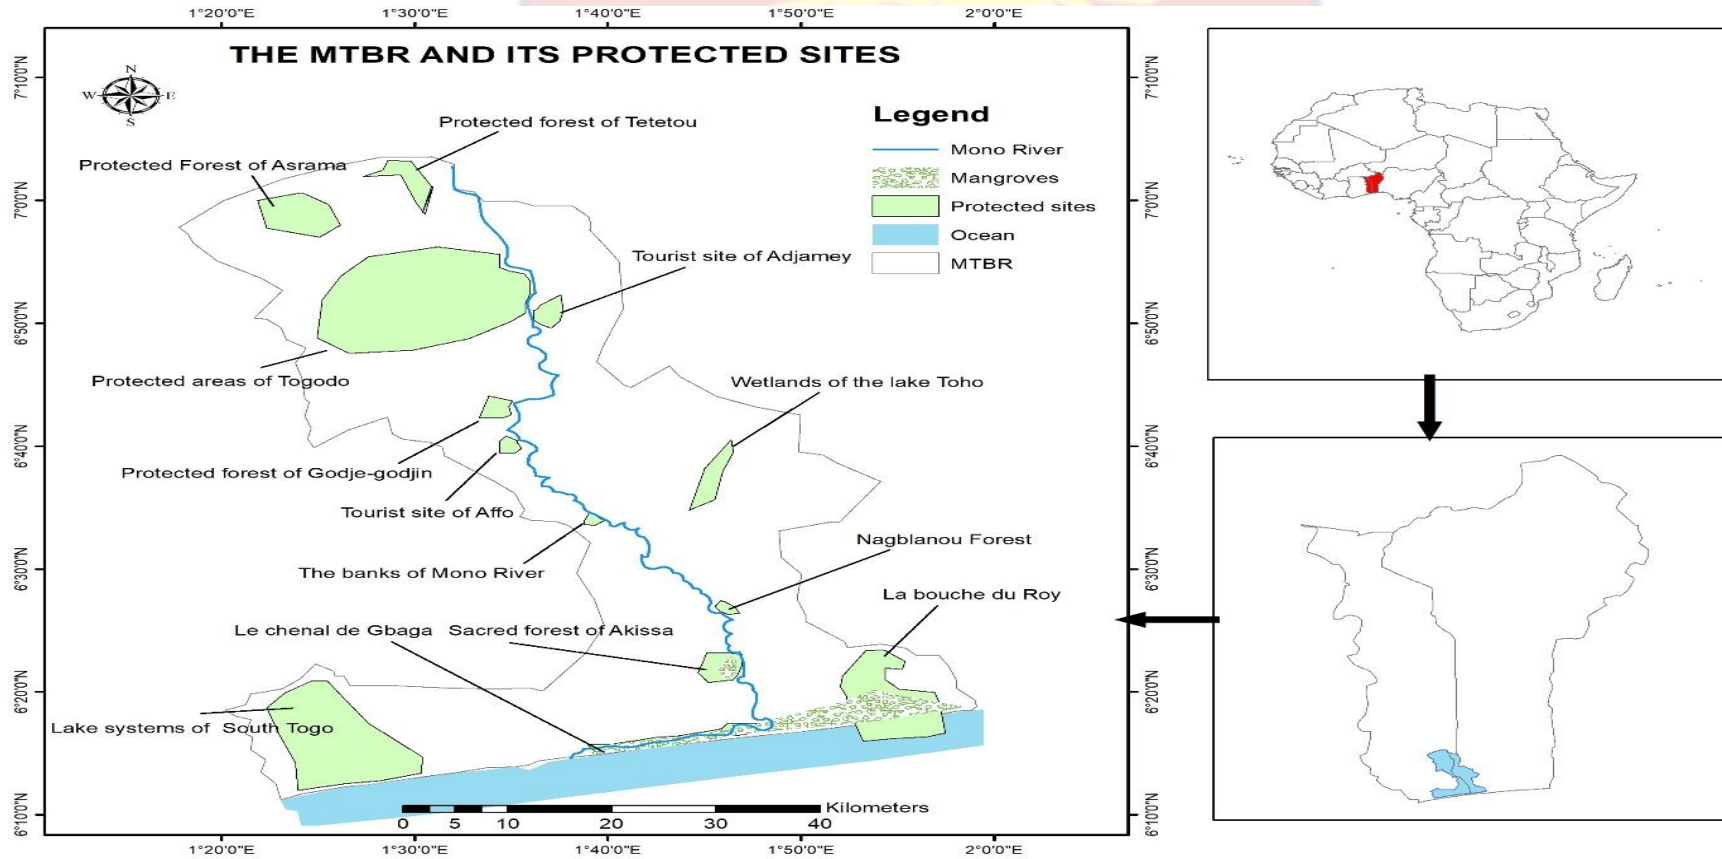 1°20'0"E 1°30'0"E 1°40'0"E 1°50'0"E 2°0'0"E
THE MTBR AND ITS PROTECTED SITES
N
W E
S
Legend
Mono River
Mangroves
Protected sites
Ocean
MTBR
Protected forest of Tetetou
Protected Forest of Asrama
Tourist site of Adjamey
Protected areas of Togodo
Wetlands of the lake Toho
Protected forest of Godje-godjin
Tourist site of Affo
Nagblanou Forest
The banks of Mono River
La bouche du Roy
Le chenal de Gbaga
Sacred forest of Akissa
Lake systems of South Togo
Kilometers
0 5 10 20 30 40
7°10'0"N 7°10'0"N
7°0'0"N 7°0'0"N
6°50'0"N 6°50'0"N
6°40'0"N 6°40'0"N
6°30'0"N 6°30'0"N
6°20'0"N 6°20'0"N
6°10'0"N 6°10'0"N
1°20'0"E 1°30'0"E 1°40'0"E 1°50'0"E 2°0'0"E